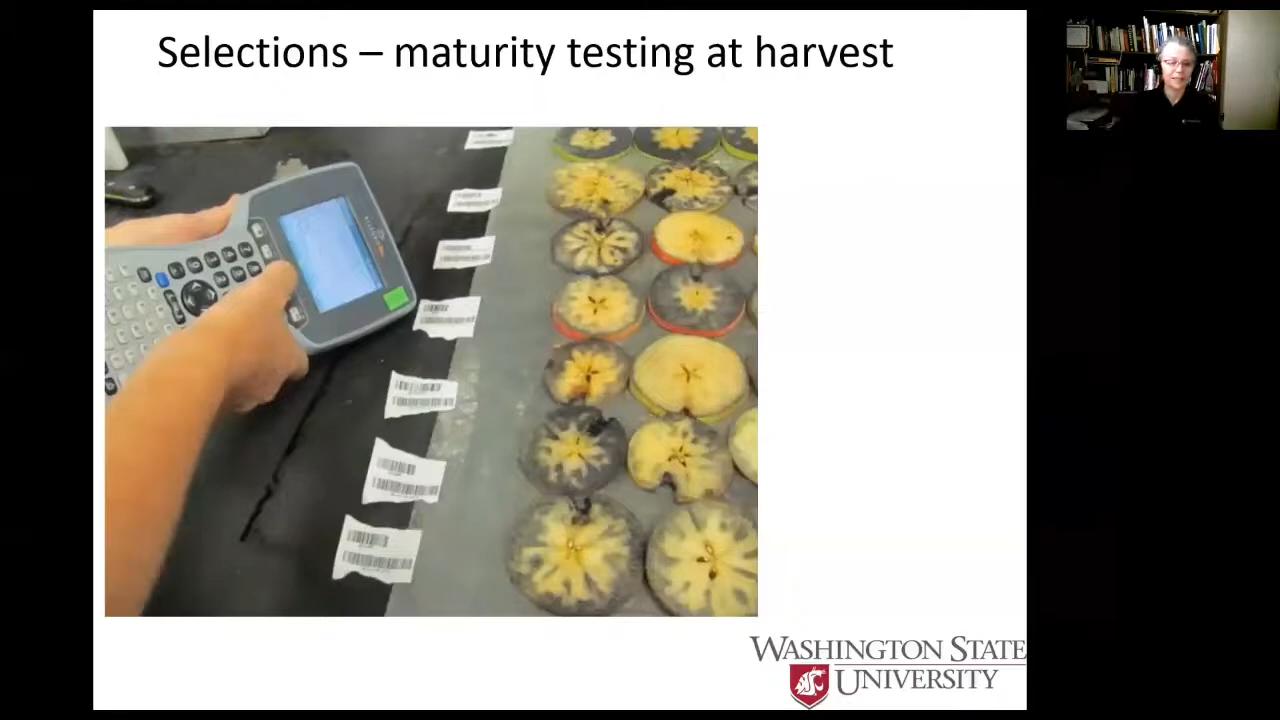 Selections – maturity testing at harvest
WASHINGTON STATE
UNIVERSITY